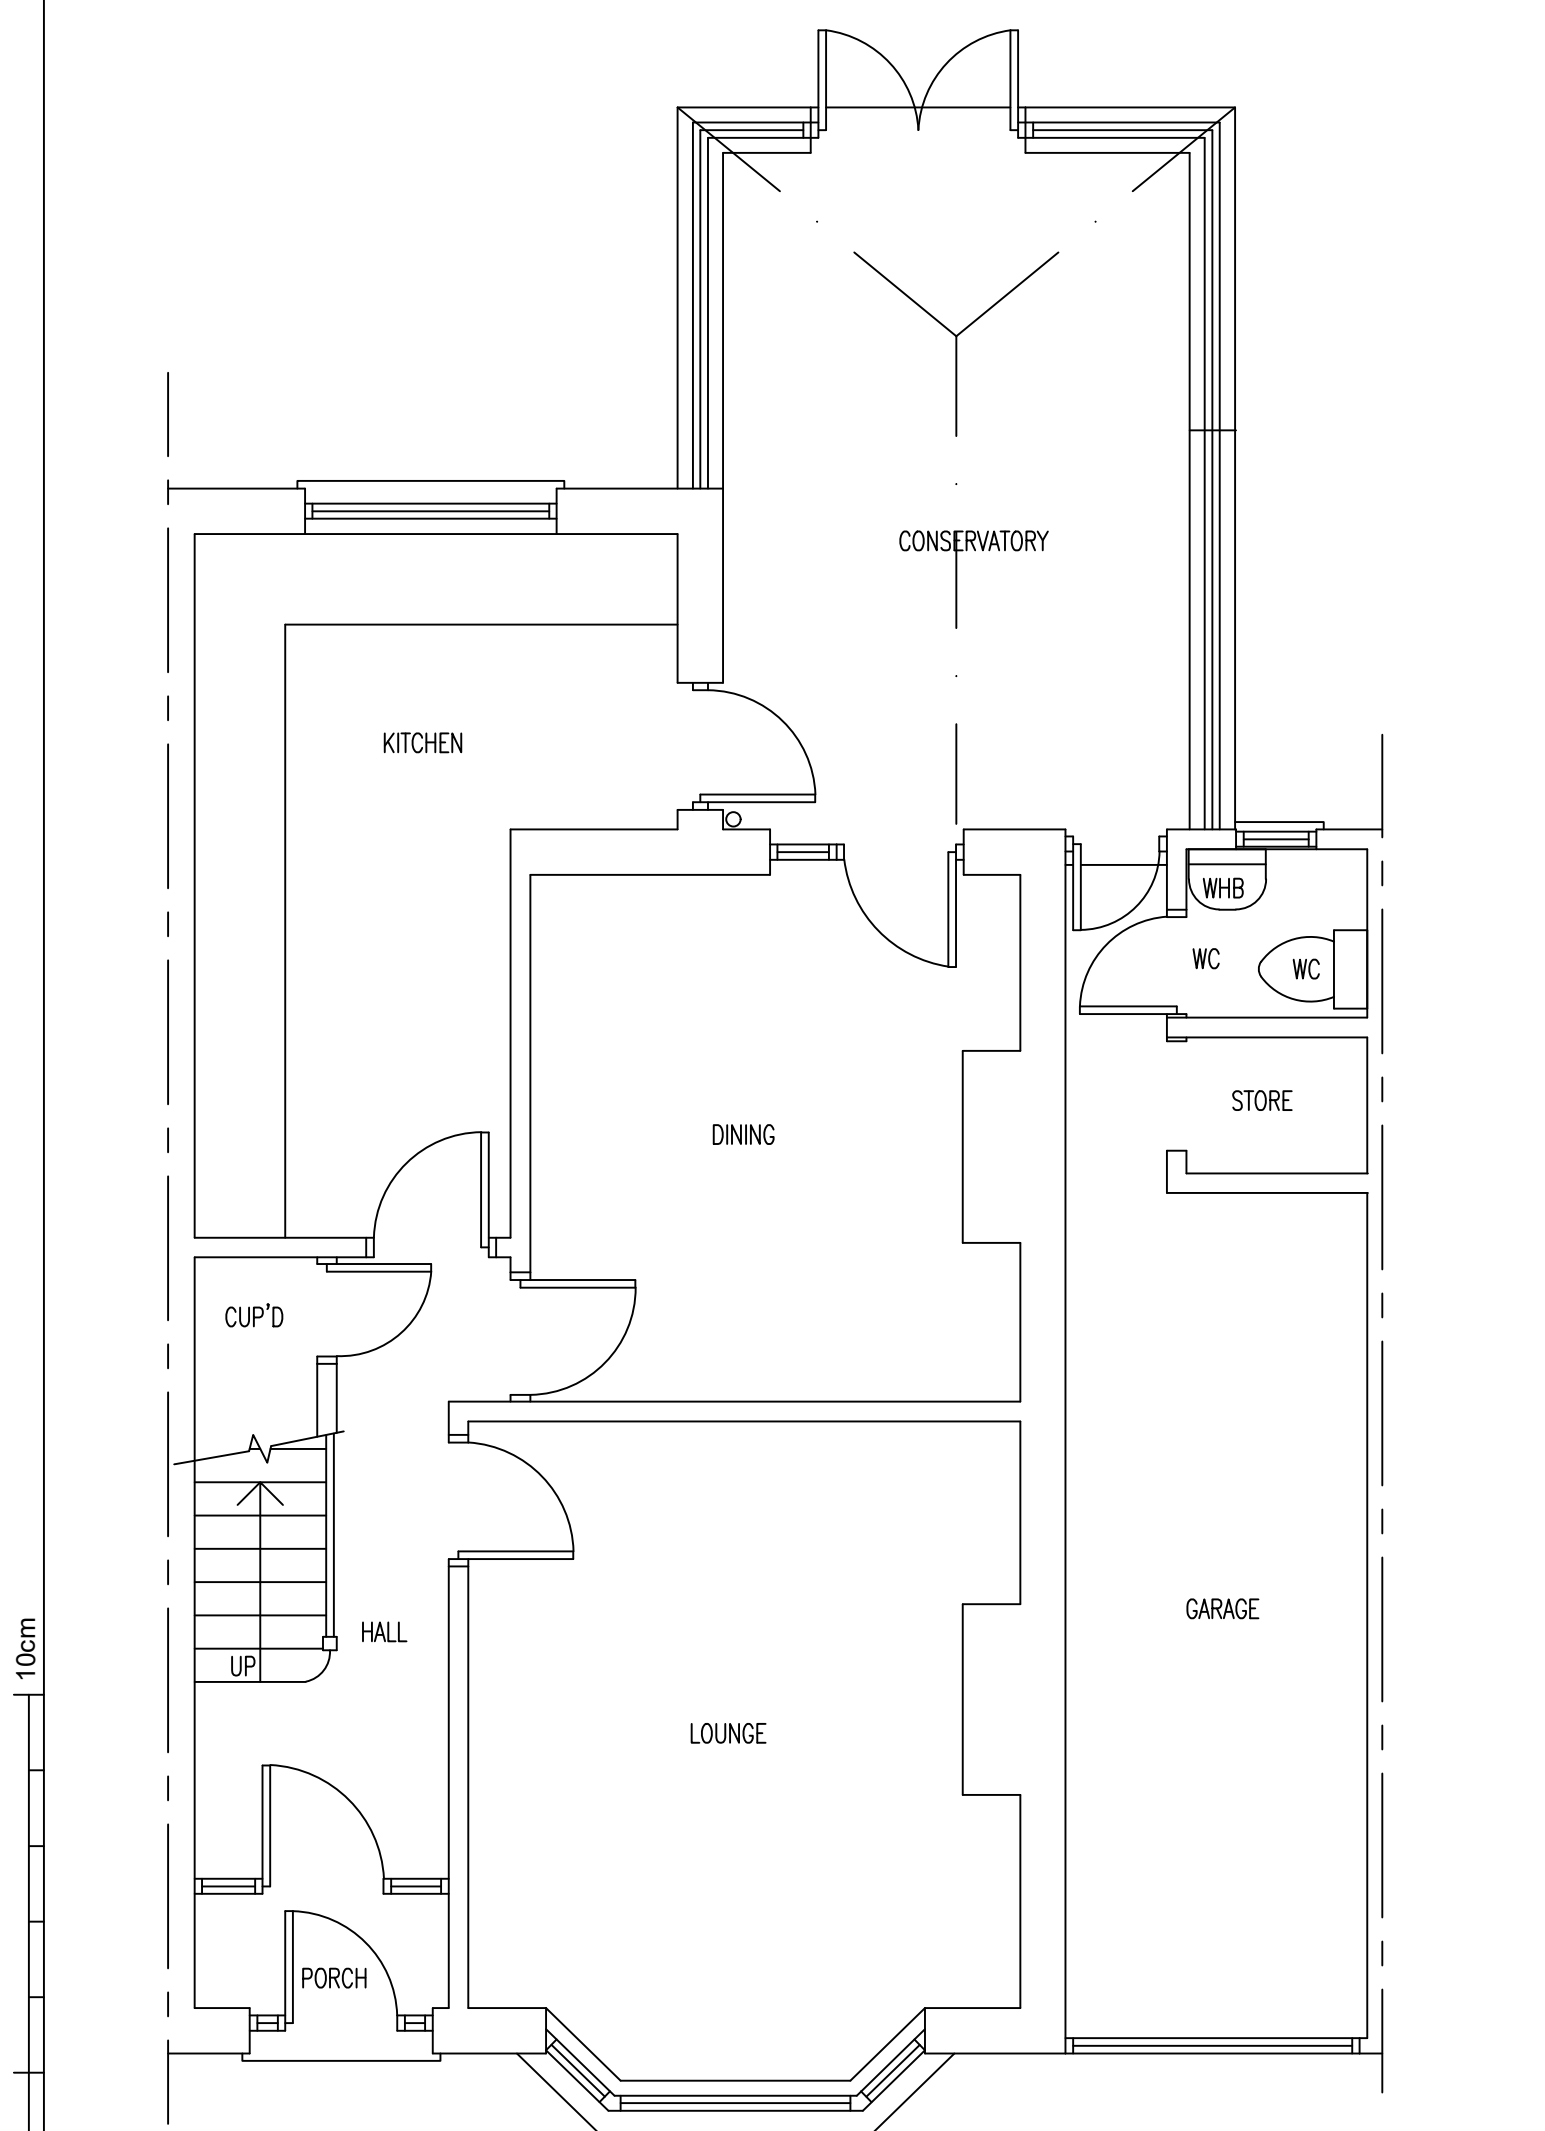 CONSERVATORY
KITCHEN
WHB
WC
WC
STORE
DINING
CUP'D
HALL
GARAGE
UP
LOUNGE
PORCH
10cm